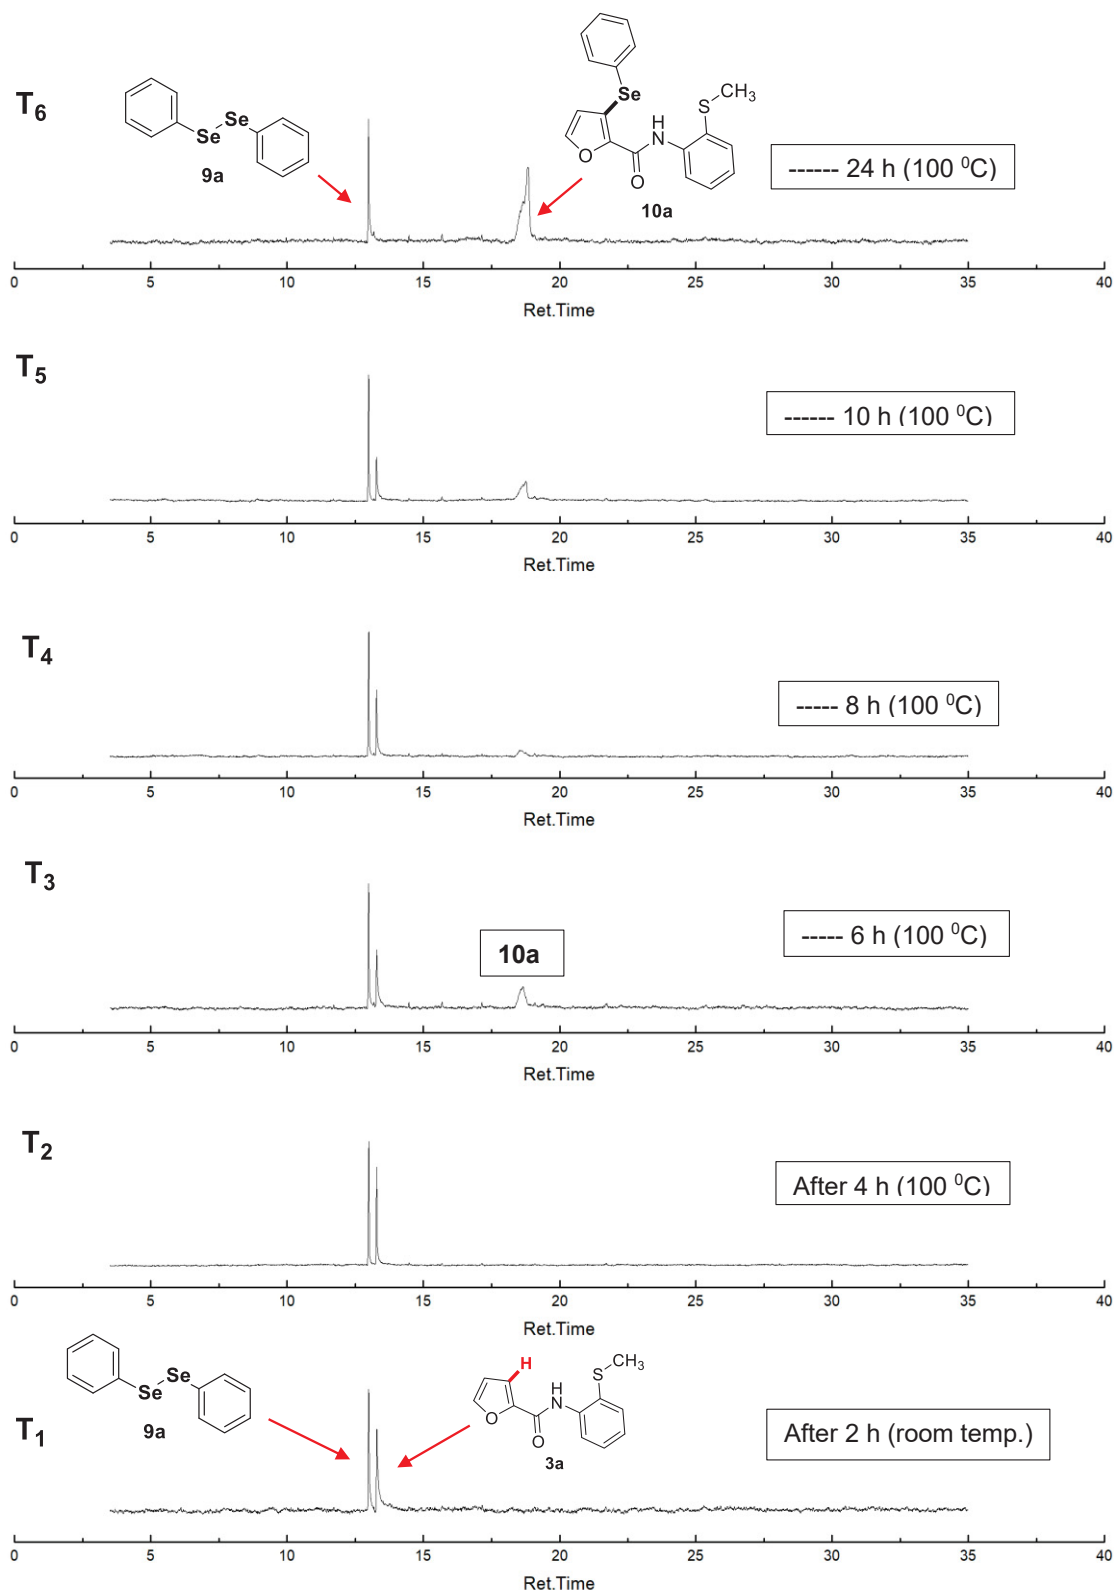 T6
Se
Se
9a
Se
S
CH3
H
N
O
O
10a
------ 24 h (100 0C)
0 5 10 15 20 25 30 35 40
Ret.Time
T5
------ 10 h (100 0C)
0 5 10 15 20 25 30 35 40
Ret.Time
T4
----- 8 h (100 0C)
0 5 10 15 20 25 30 35 40
Ret.Time
T3
10a
----- 6 h (100 0C)
0 5 10 15 20 25 30 35 40
Ret.Time
T2
After 4 h (100 0C)
0 5 10 15 20 25 30 35 40
Ret.Time
T1
Se
Se
9a
H
S
CH3
H
N
O
O
3a
After 2 h (room temp.)
0 5 10 15 20 25 30 35 40
Ret.Time